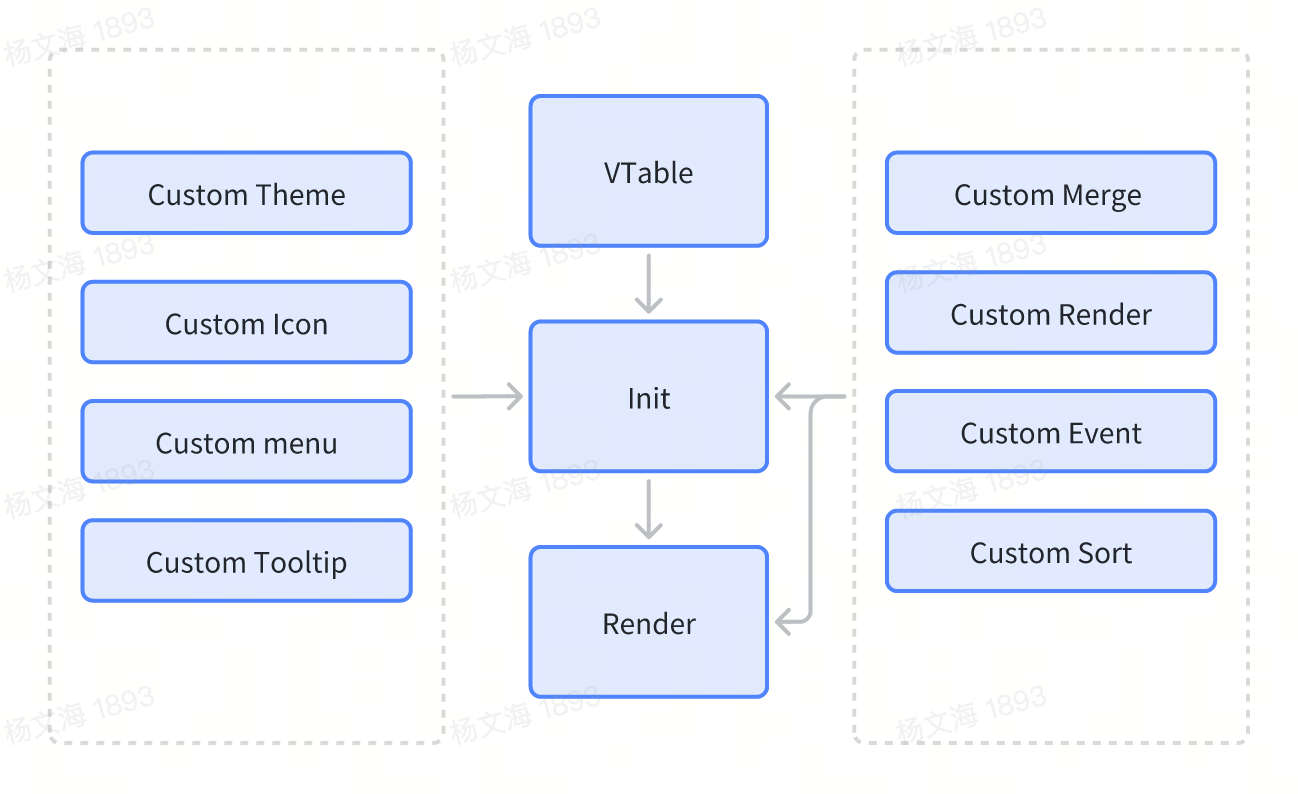 杨文海 1893
杨文海 1893
杨文海 1893
Custom Theme
Custom Icon
Custom menu
Custom Tooltip
VTable
Init
Render
Custom Merge
Custom Render
Custom Event
Custom Sort
杨文海 1893
杨文海 1893
杨文海 1893
杨文海 1893
杨文海 1893
杨文海 1893
杨文海 1893
杨文海 1893
杨文海 1893